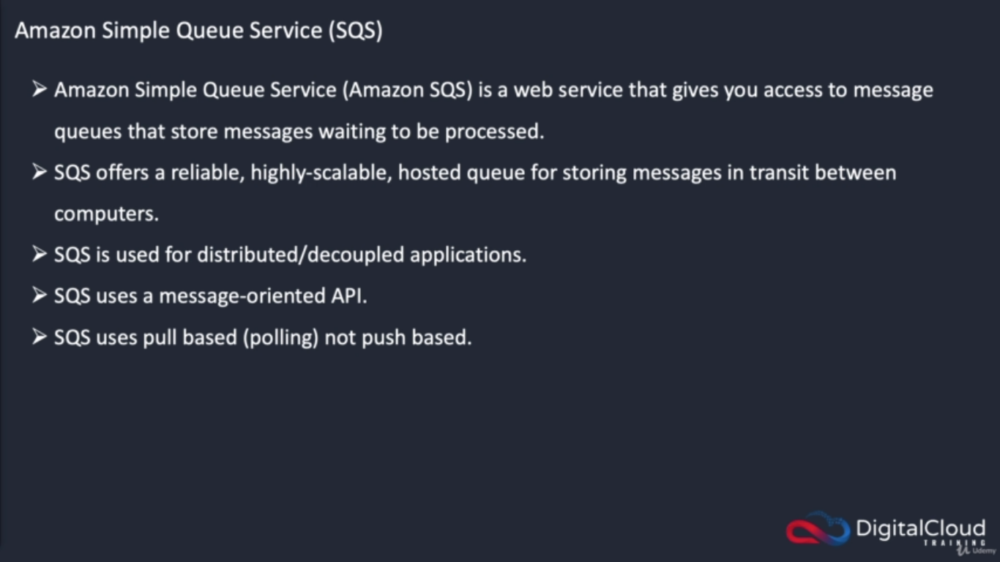 Amazon Simple Queue Service (SQS)
➢ Amazon Simple Queue Service (Amazon SQS) is a web service that gives you access to message
queues that store messages waiting to be processed.
➢ SQS offers a reliable, highly-scalable, hosted queue for storing messages in transit between
computers.
➢ SQS is used for distributed/decoupled applications.
➢ SQS uses a message-oriented API.
➢ SQS uses pull based (polling) not push based.
DigitalCloud
TRAINING
Udemy